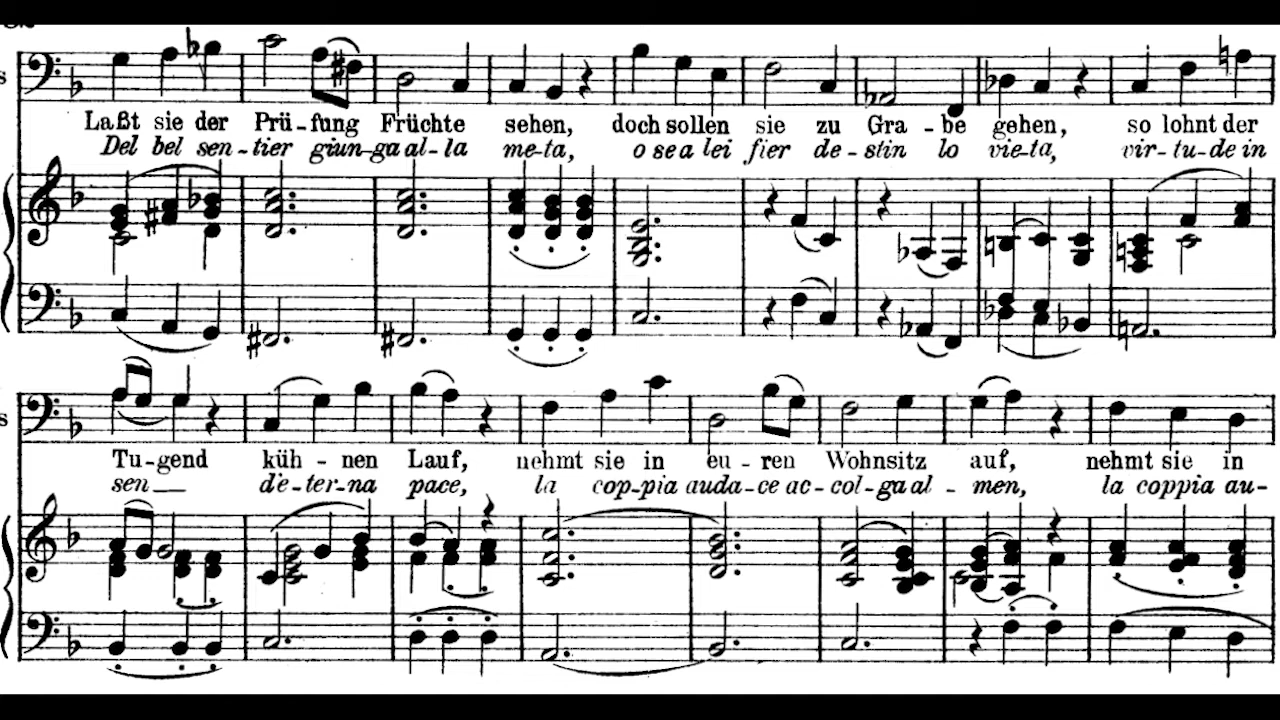 Laßt sie der Prü-fung Früchte sehen, doch sollen sie zu Gra-be gehen, so lohnt der
Del bel sen-tier giun-ga al-la me-ta, o se a lei fier de-stin lo vie-ta, vir-tu-de in
s
Tu-gend küh-nen Lauf, nehmt sie in eu-ren Wohnsitz auf, nehmt sie in
sen— d'e-ter-na pace, la cop-pia auda-ce ac-col-ga al-men, la coppia au-